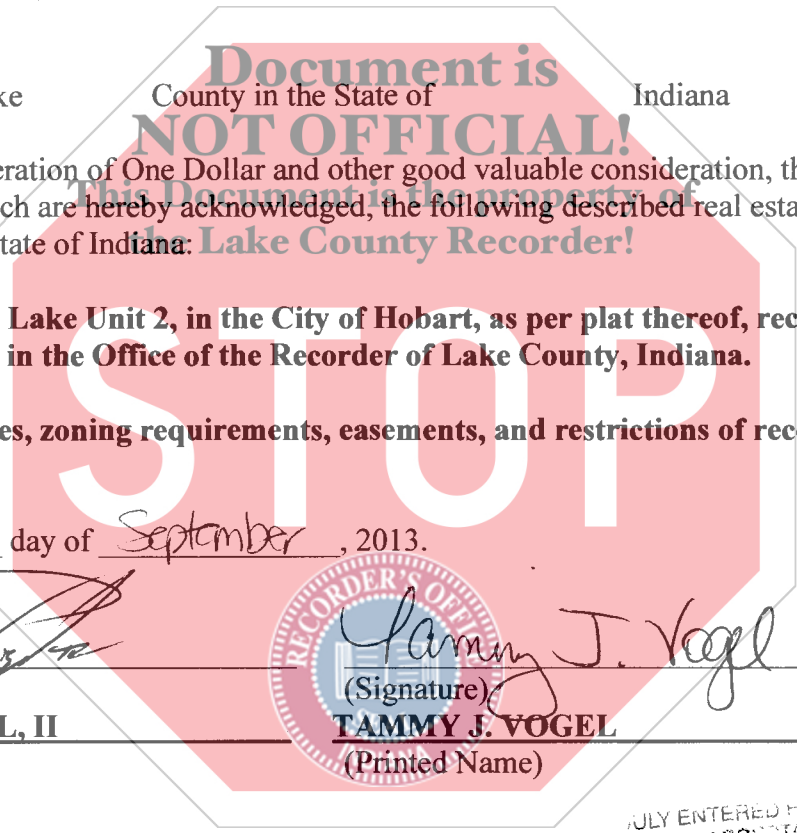 Document is
ke County in the State of Indiana
NOT OFFICIAL!
eration of One Dollar and other good valuable consideration, th
This Document is the property of
ch are hereby acknowledged, the following described real esta
tate of Indiana:
the Lake County Recorder!
Lake Unit 2, in the City of Hobart, as per plat thereof, rec
in the Office of the Recorder of Lake County, Indiana.
STOP
es, zoning requirements, easements, and restrictions of rec
day of September, 2013.
RECORDER'S OFFICE
Tammy J. Vogel
(Signature)
L, II TAMMY J. VOGEL
INDIANA
(Printed Name)
ULY ENTERED F